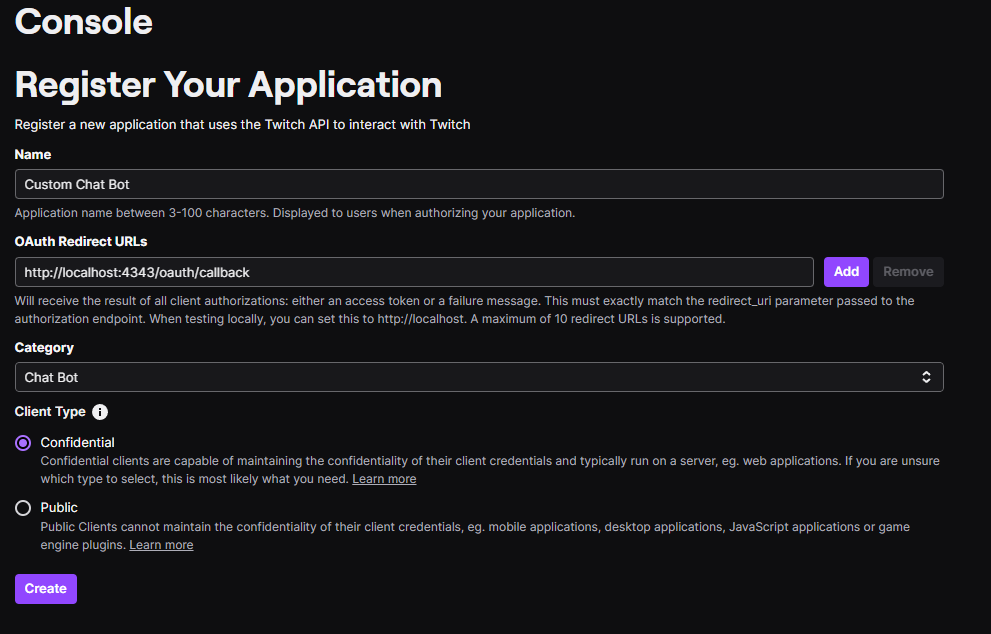 Console
Register Your Application
Register a new application that uses the Twitch API to interact with Twitch
Name
Custom Chat Bot
Application name between 3-100 characters. Displayed to users when authorizing your application.
OAuth Redirect URLs
http://localhost:4343/oauth/callback
Add
Remove
Will receive the result of all client authorizations: either an access token or a failure message. This must exactly match the redirect_uri parameter passed to the
authorization endpoint. When testing locally, you can set this to http://localhost. A maximum of 10 redirect URLs is supported.
Category
Chat Bot
Client Type
Confidential
Confidential clients are capable of maintaining the confidentiality of their client credentials and typically run on a server, eg. web applications. If you are unsure
which type to select, this is most likely what you need. Learn more
Public
Public Clients cannot maintain the confidentiality of their client credentials, eg. mobile applications, desktop applications, JavaScript applications or game
engine plugins. Learn more
Create